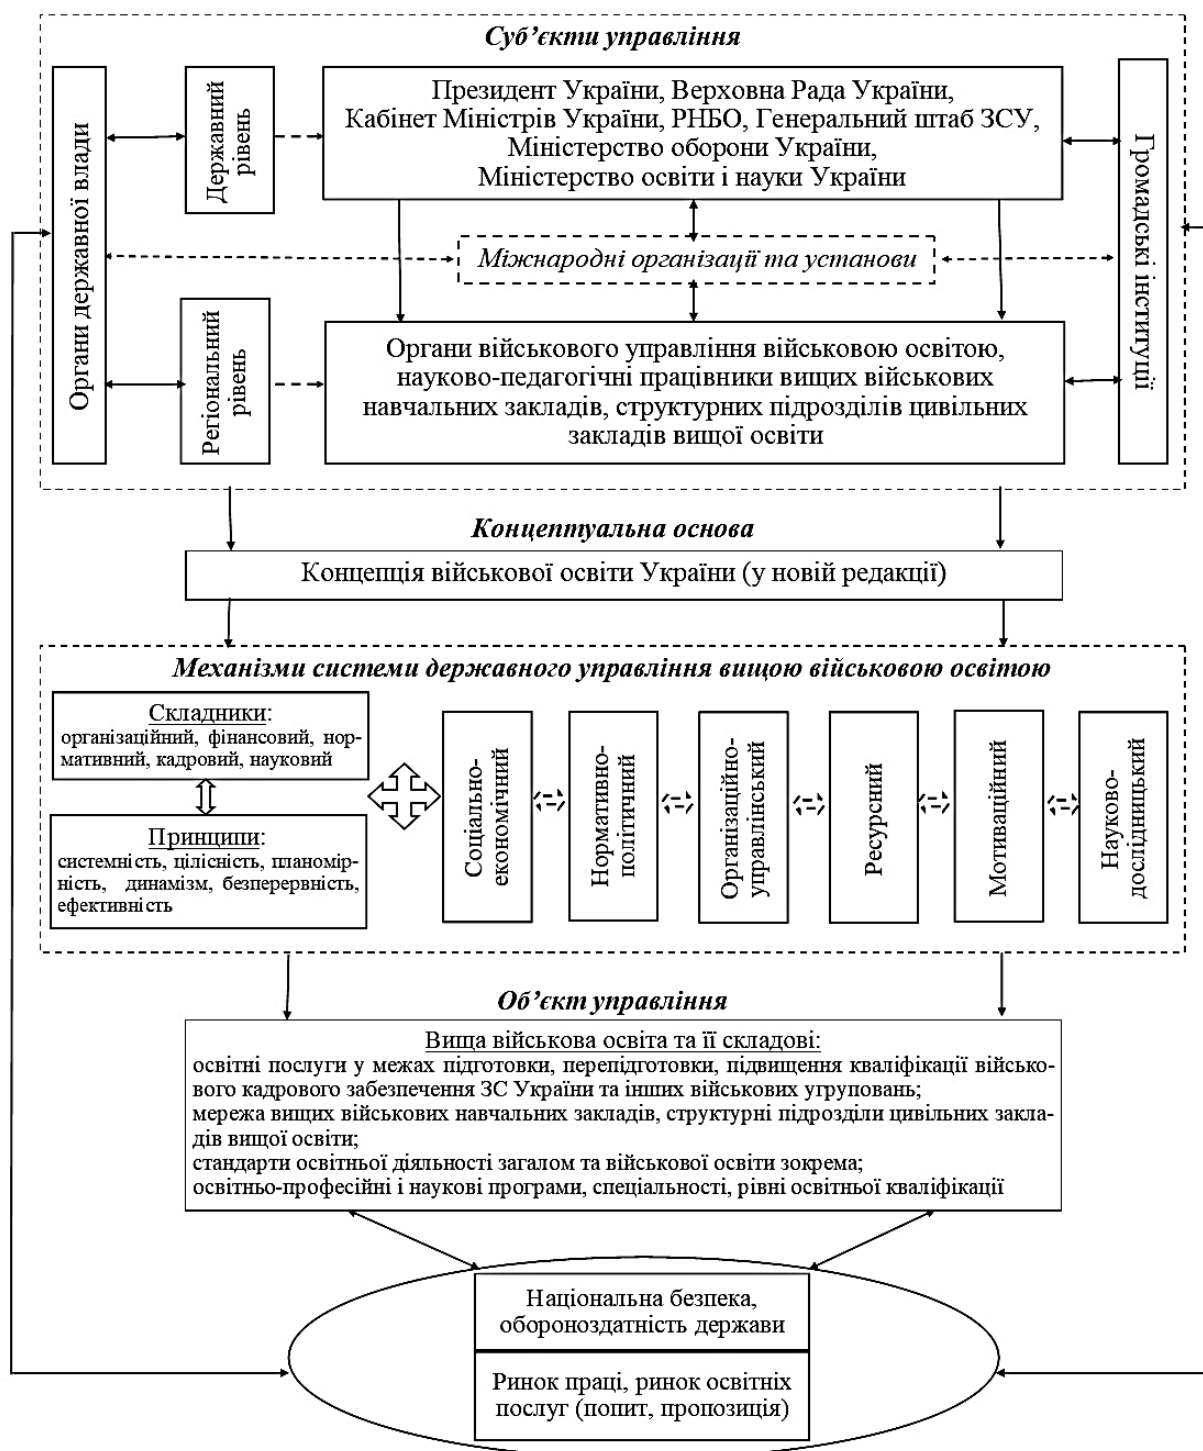 Суб’єкти управління
Органи державної влади
Державний
рівень
Президент України, Верховна Рада України,
Кабінет Міністрів України, РНБО, Генеральний штаб ЗСУ,
Міністерство оборони України,
Міністерство освіти і науки України
Громадські інституції
Міжнародні організації та установи
Регіональний
рівень
Органи військового управління військовою освітою,
науково-педагогічні працівники вищих військових
навчальних закладів, структурних підрозділів цивільних
закладів вищої освіти
Концептуальна основа
Концепція військової освіти України (у новій редакції)
Механізми системи державного управління вищою військовою освітою
Складники:
організаційний, фінансовий, нор-
мативний, кадровий, науковий
Принципи:
системність, цілісність, планомір-
ність, динамізм, безперервність,
ефективність
Соціально-
економічний
Нормативно-
політичний
Організаційно-
управлінський
Ресурсний
Мотиваційний
Науково-
дослідницький
Об’єкт управління
Вища військова освіта та її складові:
освітні послуги у межах підготовки, перепідготовки, підвищення кваліфікації військо-
вого кадрового забезпечення ЗС України та інших військових угруповань;
мережа вищих військових навчальних закладів, структурні підрозділи цивільних закла-
дів вищої освіти;
стандарти освітньої діяльності загалом та військової освіти зокрема;
освітньо-професійні і наукові програми, спеціальності, рівні освітньої кваліфікації
Національна безпека,
обороноздатність держави
Ринок праці, ринок освітніх
послуг (попит, пропозиція)